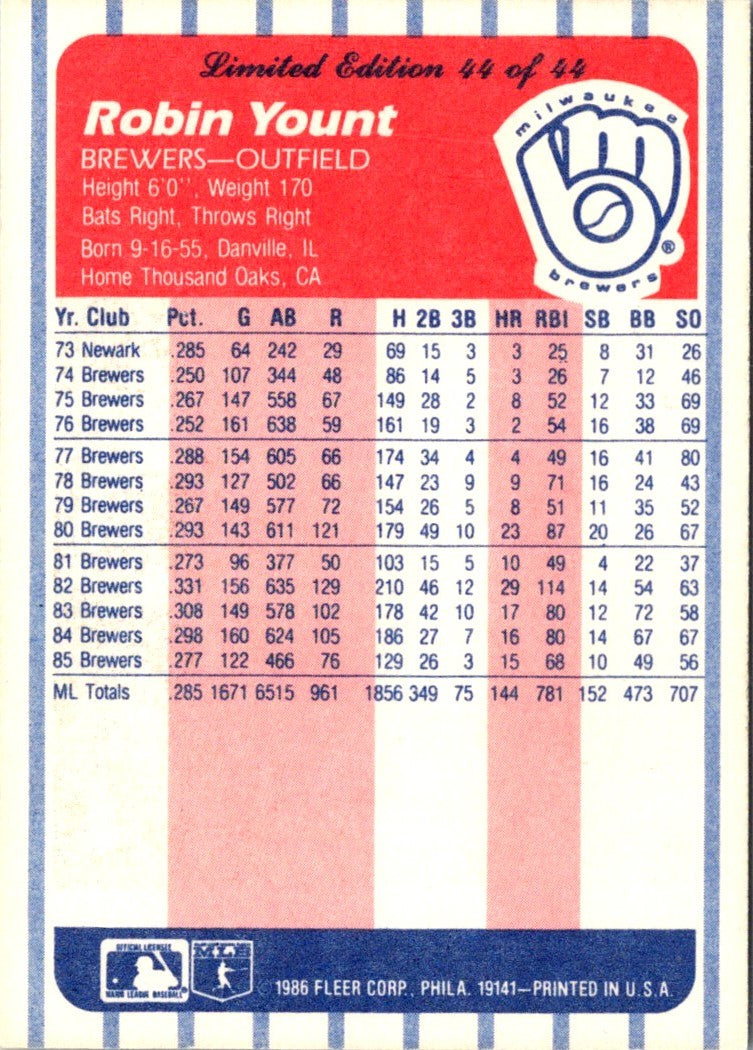 Limited Edition 44 of 44
milwaukee
brewers
®
Robin Yount
BREWERS—OUTFIELD
Height 6'0'', Weight 170
Bats Right, Throws Right
Born 9-16-55, Danville, IL
Home Thousand Oaks, CA
Yr. Club Pct. G AB R H 2B 3B HR RBI SB BB SO
73 Newark .285 64 242 29 69 15 3 3 25 8 31 26
74 Brewers .250 107 344 48 86 14 5 3 26 7 12 46
75 Brewers .267 147 558 67 149 28 2 8 52 12 33 69
76 Brewers .252 161 638 59 161 19 3 2 54 16 38 69
77 Brewers .288 154 605 66 174 34 4 4 49 16 41 80
78 Brewers .293 127 502 66 147 23 9 9 71 16 24 43
79 Brewers .267 149 577 72 154 26 5 8 51 11 35 52
80 Brewers .293 143 611 121 179 49 10 23 87 20 26 67
81 Brewers .273 96 377 50 103 15 5 10 49 4 22 37
82 Brewers .331 156 635 129 210 46 12 29 114 14 54 63
83 Brewers .308 149 578 102 178 42 10 17 80 12 72 58
84 Brewers .298 160 624 105 186 27 7 16 80 14 67 67
85 Brewers .277 122 466 76 129 26 3 15 68 10 49 56
ML Totals .285 1671 6515 961 1856 349 75 144 781 152 473 707
OFFICIAL LICENSEE
MAJOR LEAGUE BASEBALL
MLB
1986 FLEER CORP., PHILA. 19141—PRINTED IN U.S.A.